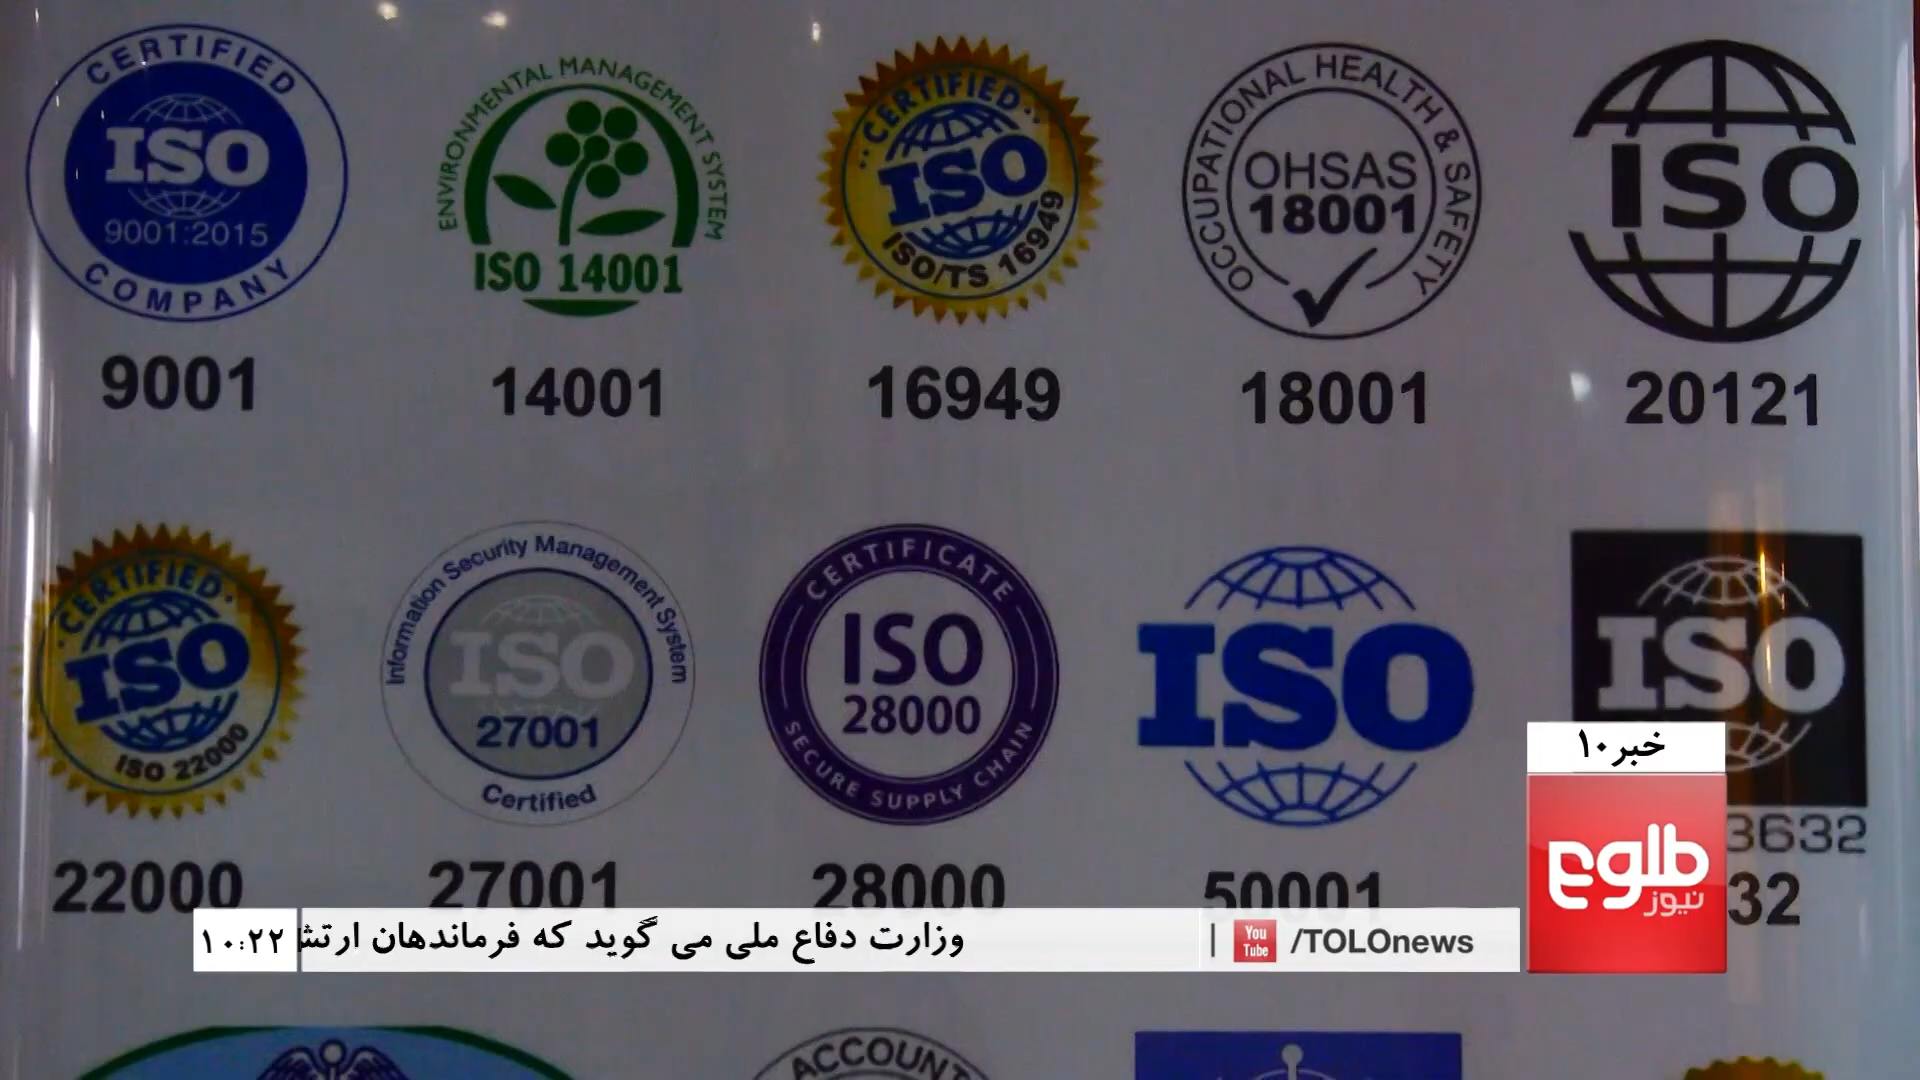 CERTIFIED
ISO
9001:2015
COMPANY
9001
ENVIRONMENTAL MANAGEMENT SYSTEM
ISO 14001
14001
CERTIFIED
ISO
ISO/TS 16949
16949
OCCUPATIONAL HEALTH & SAFETY
OHSAS
18001
18001
ISO
20121
CERTIFIED
ISO
ISO 22000
22000
Information Security Management System
ISO
27001
Certified
27001
CERTIFICATE
ISO
28000
SECURE SUPPLY CHAIN
28000
ISO
50001
ISO
3632
32
خبر۱۰
طلوع
نیوز
۱۰:۲۲
وزارت دفاع ملی می گوید که فرماندهان ارتش
| You Tube /TOLOnews
ACCOUNT